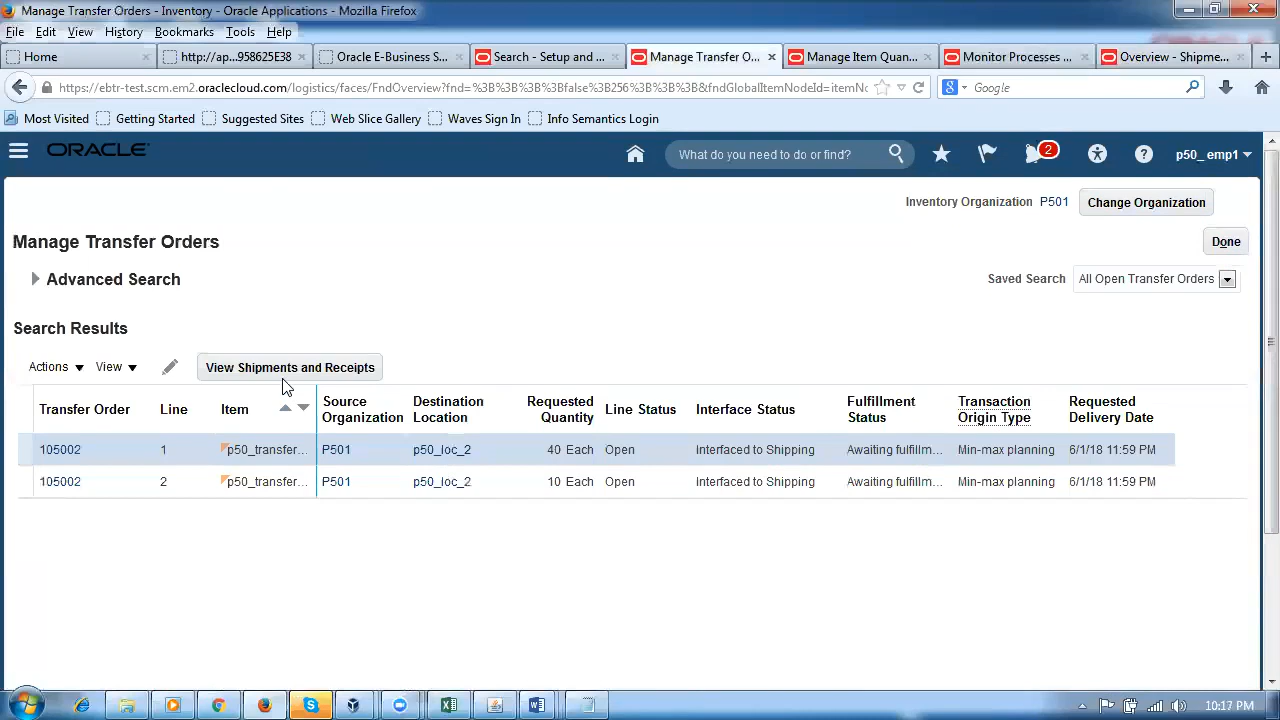 Manage Transfer Orders - Inventory - Oracle Applications - Mozilla Firefox
File Edit View History Bookmarks Tools Help
Home http://ap...958625E38 Oracle E-Business S... Search - Setup and ... Manage Transfer O... Manage Item Quan... Monitor Processes ... Overview - Shipme...
https://ebtr-test.scm.em2.oraclecloud.com/logistics/faces/FndOverview?fnd=%3B%3B%3B%3Bfalse%3B256%3B%3B%3B&fndGlobalItemNodeId=itemNo Google
Most Visited Getting Started Suggested Sites Web Slice Gallery Waves Sign In Info Semantics Login
ORACLE What do you need to do or find? 2 p50_emp1
Inventory Organization P501 Change Organization
Manage Transfer Orders Done
Advanced Search Saved Search All Open Transfer Orders
Search Results
Actions View View Shipments and Receipts
Transfer Order Line Item Source Organization Destination Location Requested Quantity Line Status Interface Status Fulfillment Status Transaction Origin Type Requested Delivery Date
105002 1 p50_transfer... P501 p50_loc_2 40 Each Open Interfaced to Shipping Awaiting fulfillm... Min-max planning 6/1/18 11:59 PM
105002 2 p50_transfer... P501 p50_loc_2 10 Each Open Interfaced to Shipping Awaiting fulfillm... Min-max planning 6/1/18 11:59 PM
10:17 PM